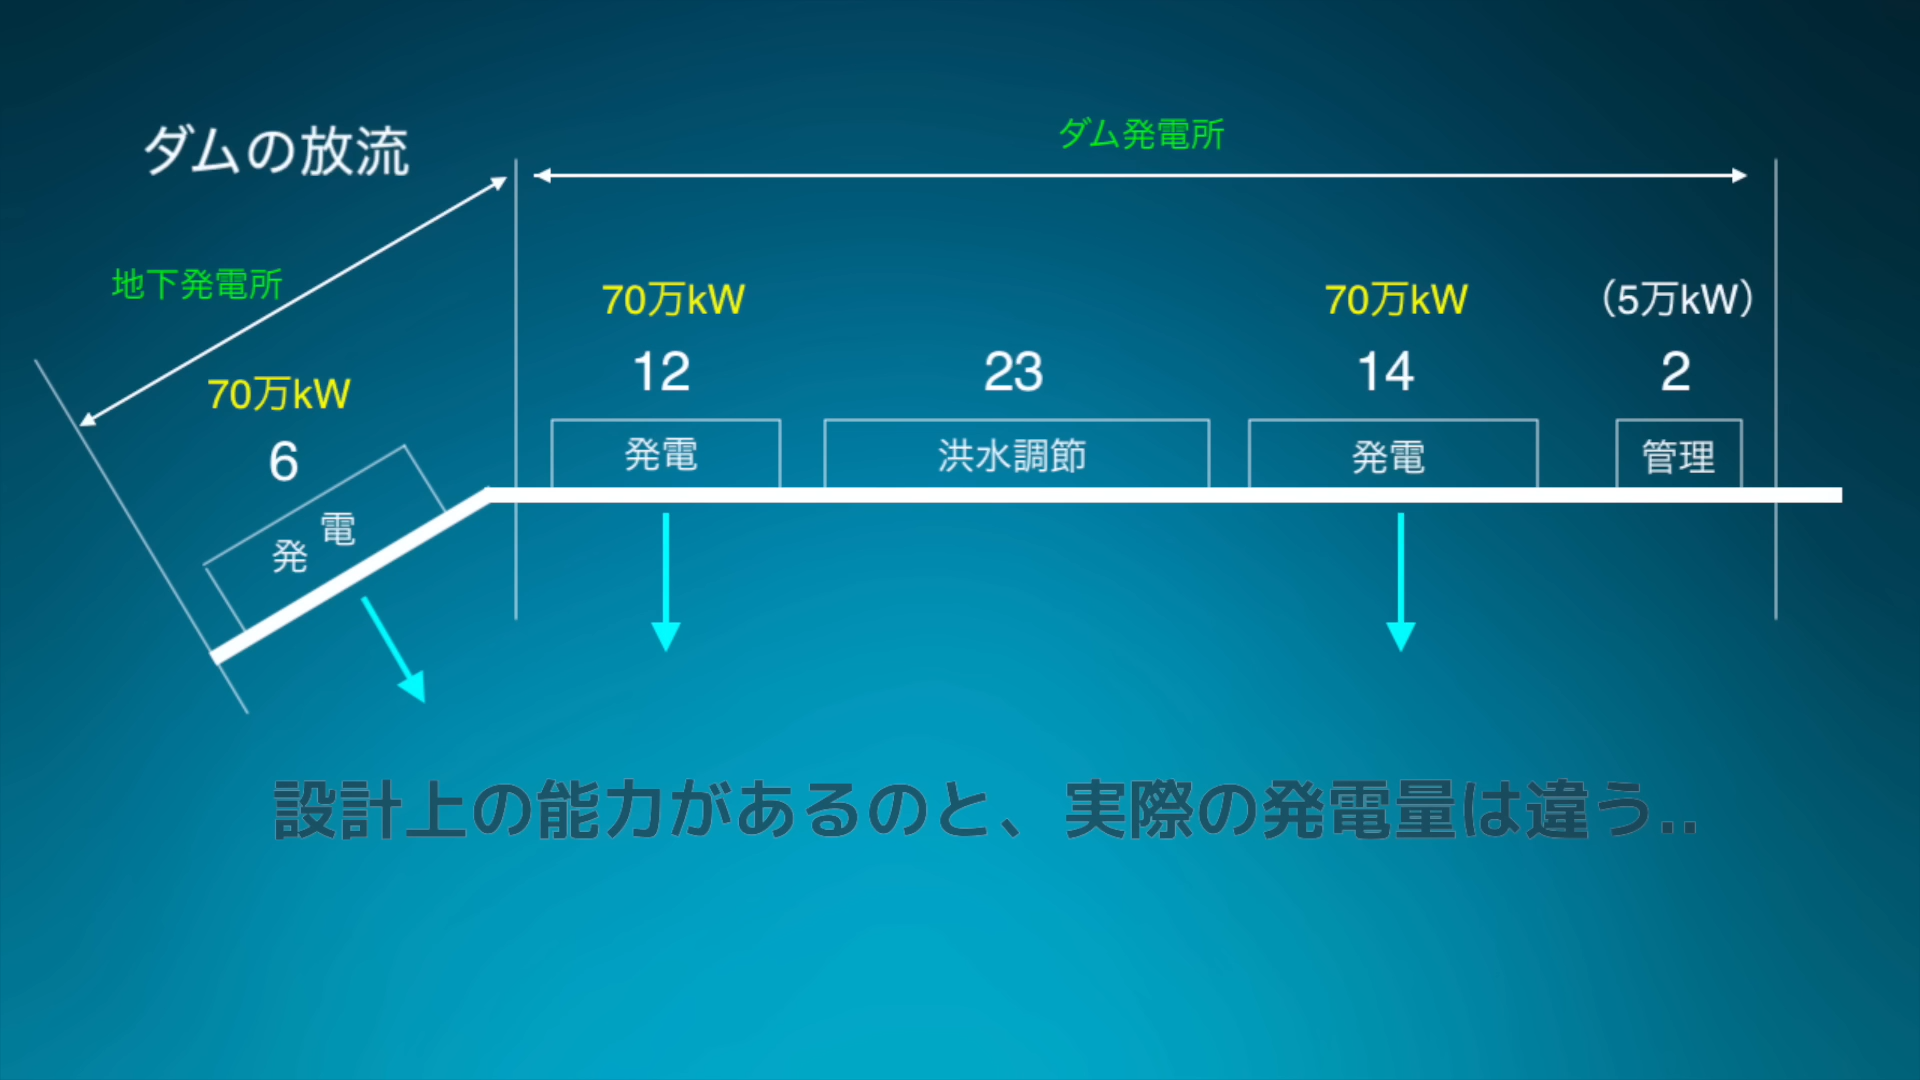 ダムの放流
ダム発電所
地下発電所
70万kW
6
発電
70万kW
12
発電
23
洪水調節
70万kW
14
発電
（5万kW）
2
管理
設計上の能力があるのと、実際の発電量は違う..